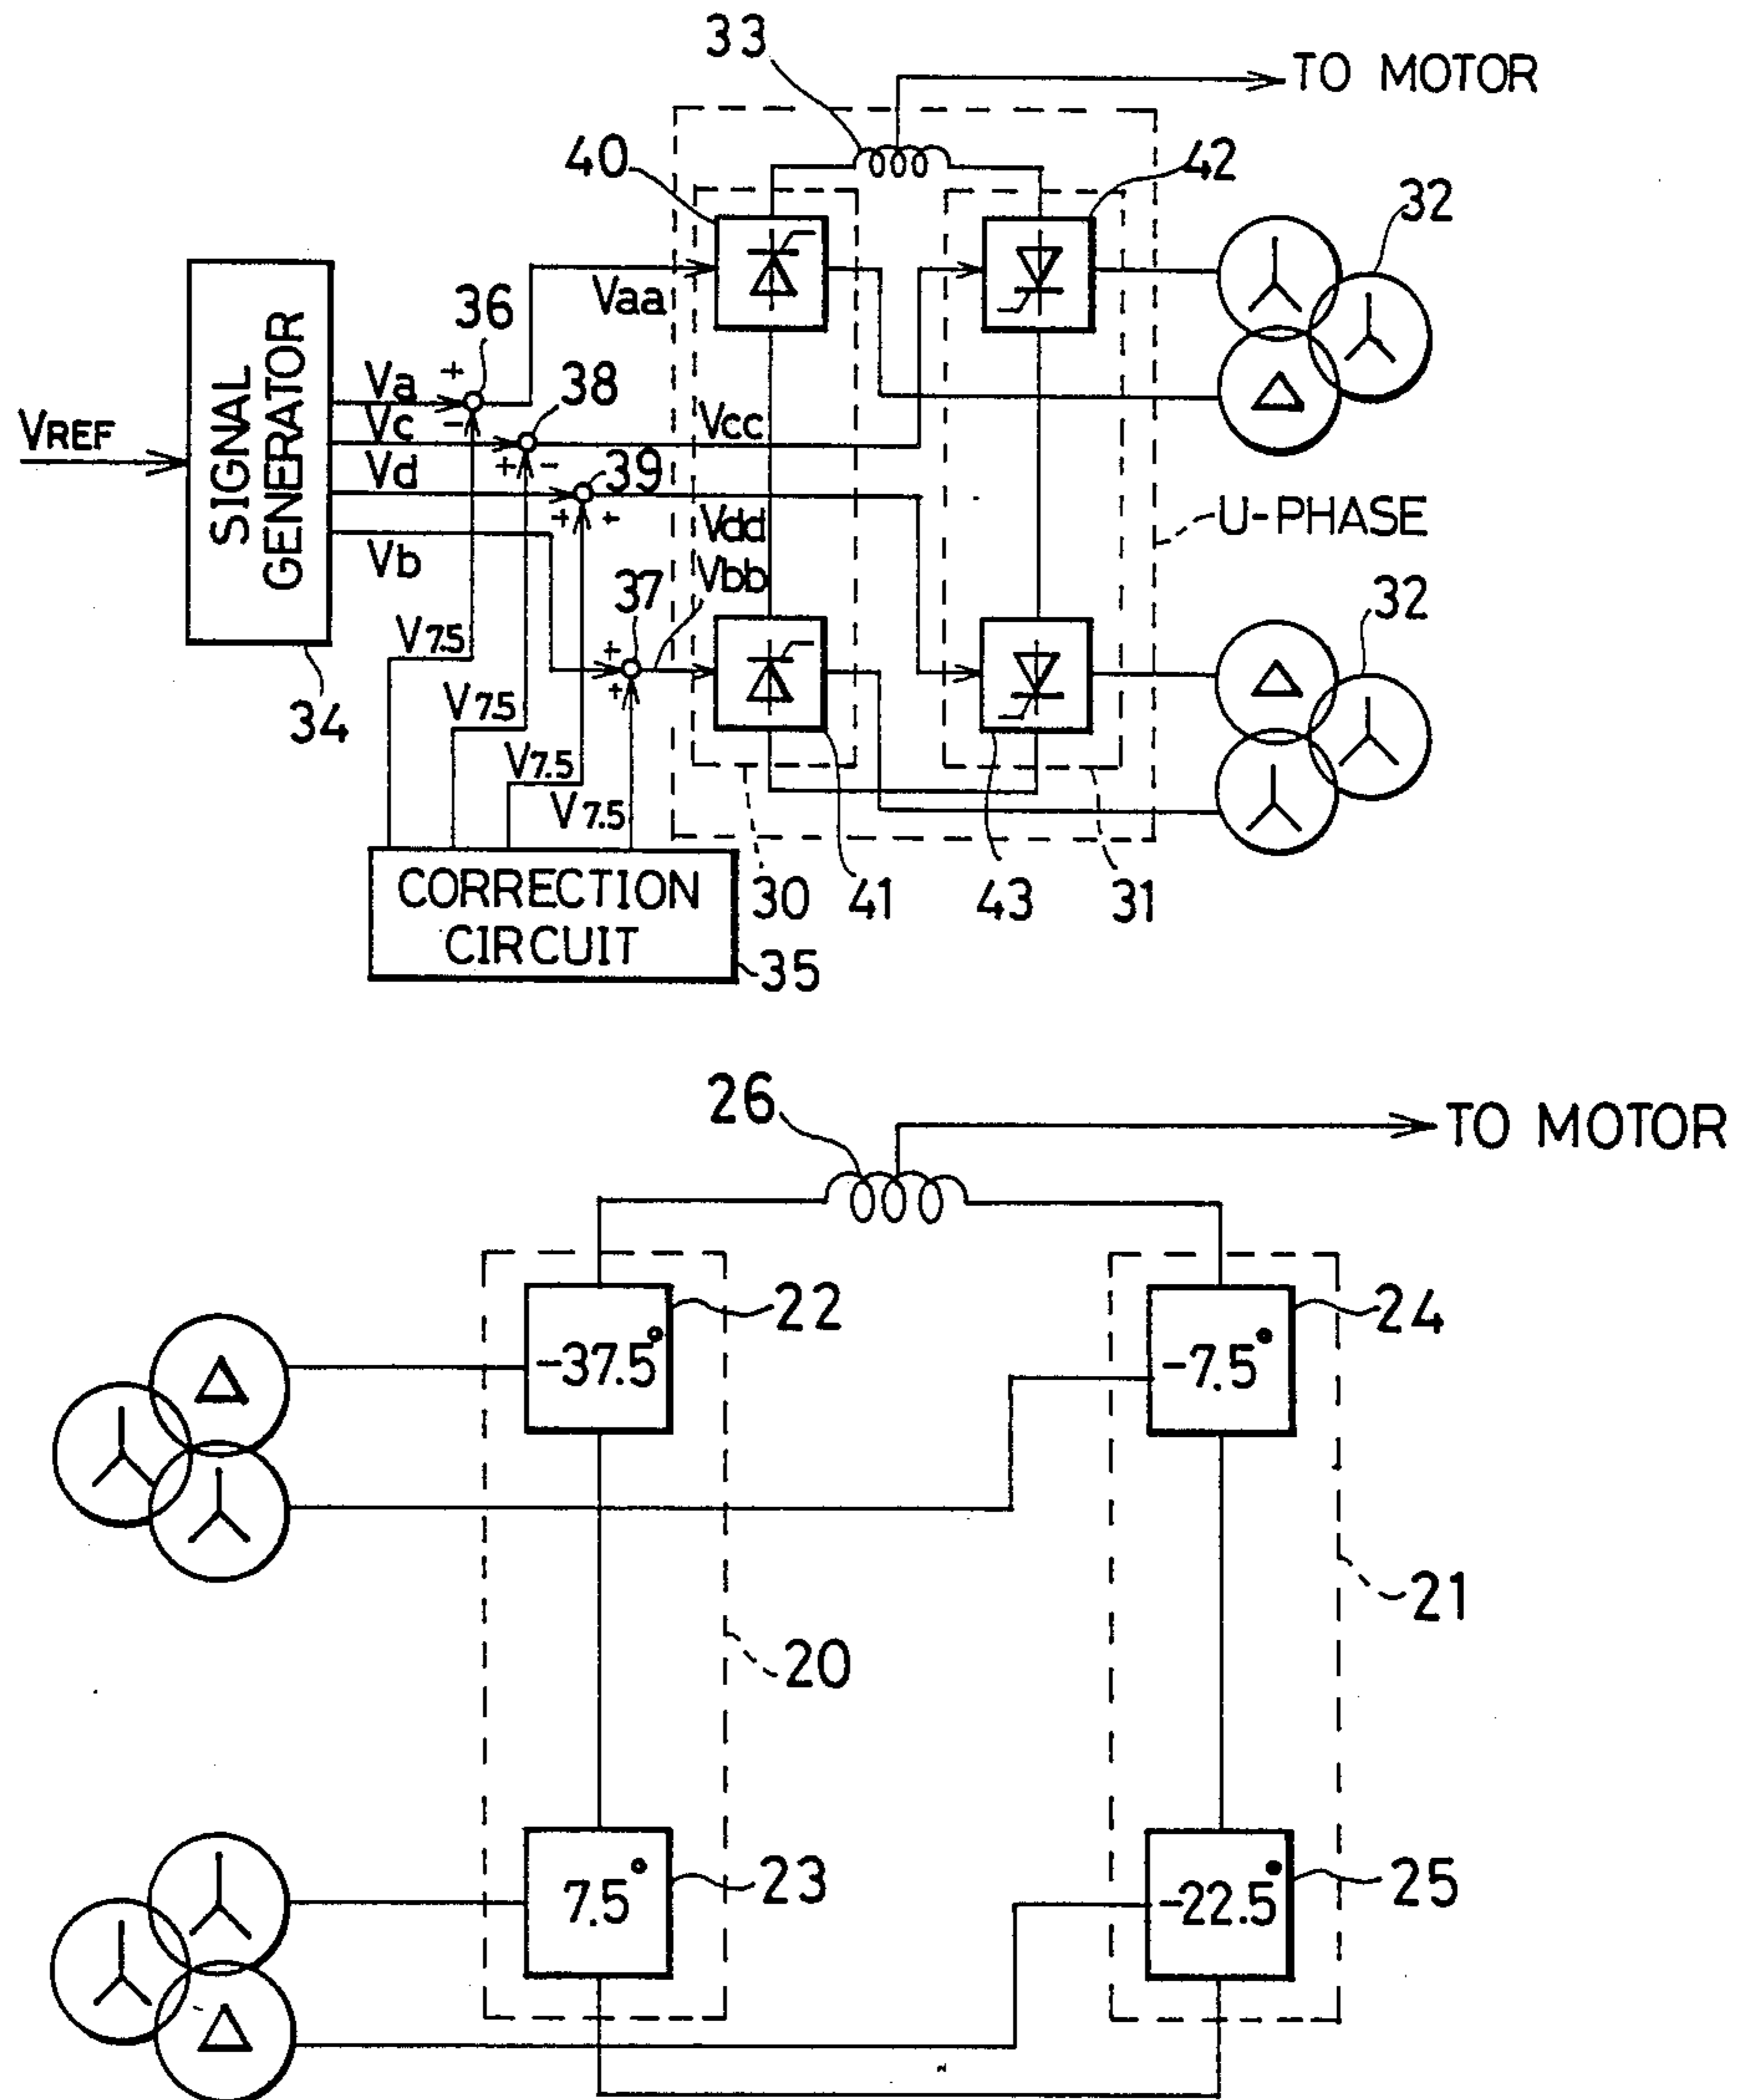 33
TO MOTOR
40
42
32
36
Vaa
38
SIGNAL GENERATOR
Va
+
-
Vc
Vcc
VREF
+ -
Vd
39
+ +
Vdd
U-PHASE
Vb
Vbb
37
32
V7.5
+
+
34
V7.5
V7.5
V7.5
CORRECTION
CIRCUIT
30
41
43
31
35
26
TO MOTOR
22
24
-37.5°
-7.5°
21
20
7.5°
23
-22.5°
25